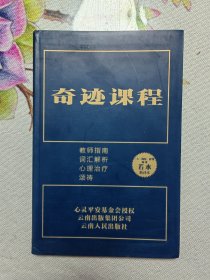 奇迹课程
教师指南
词汇解析
心理治疗
颂祷
石水
心灵平安基金会授权
云南出版集团公司
云南人民出版社